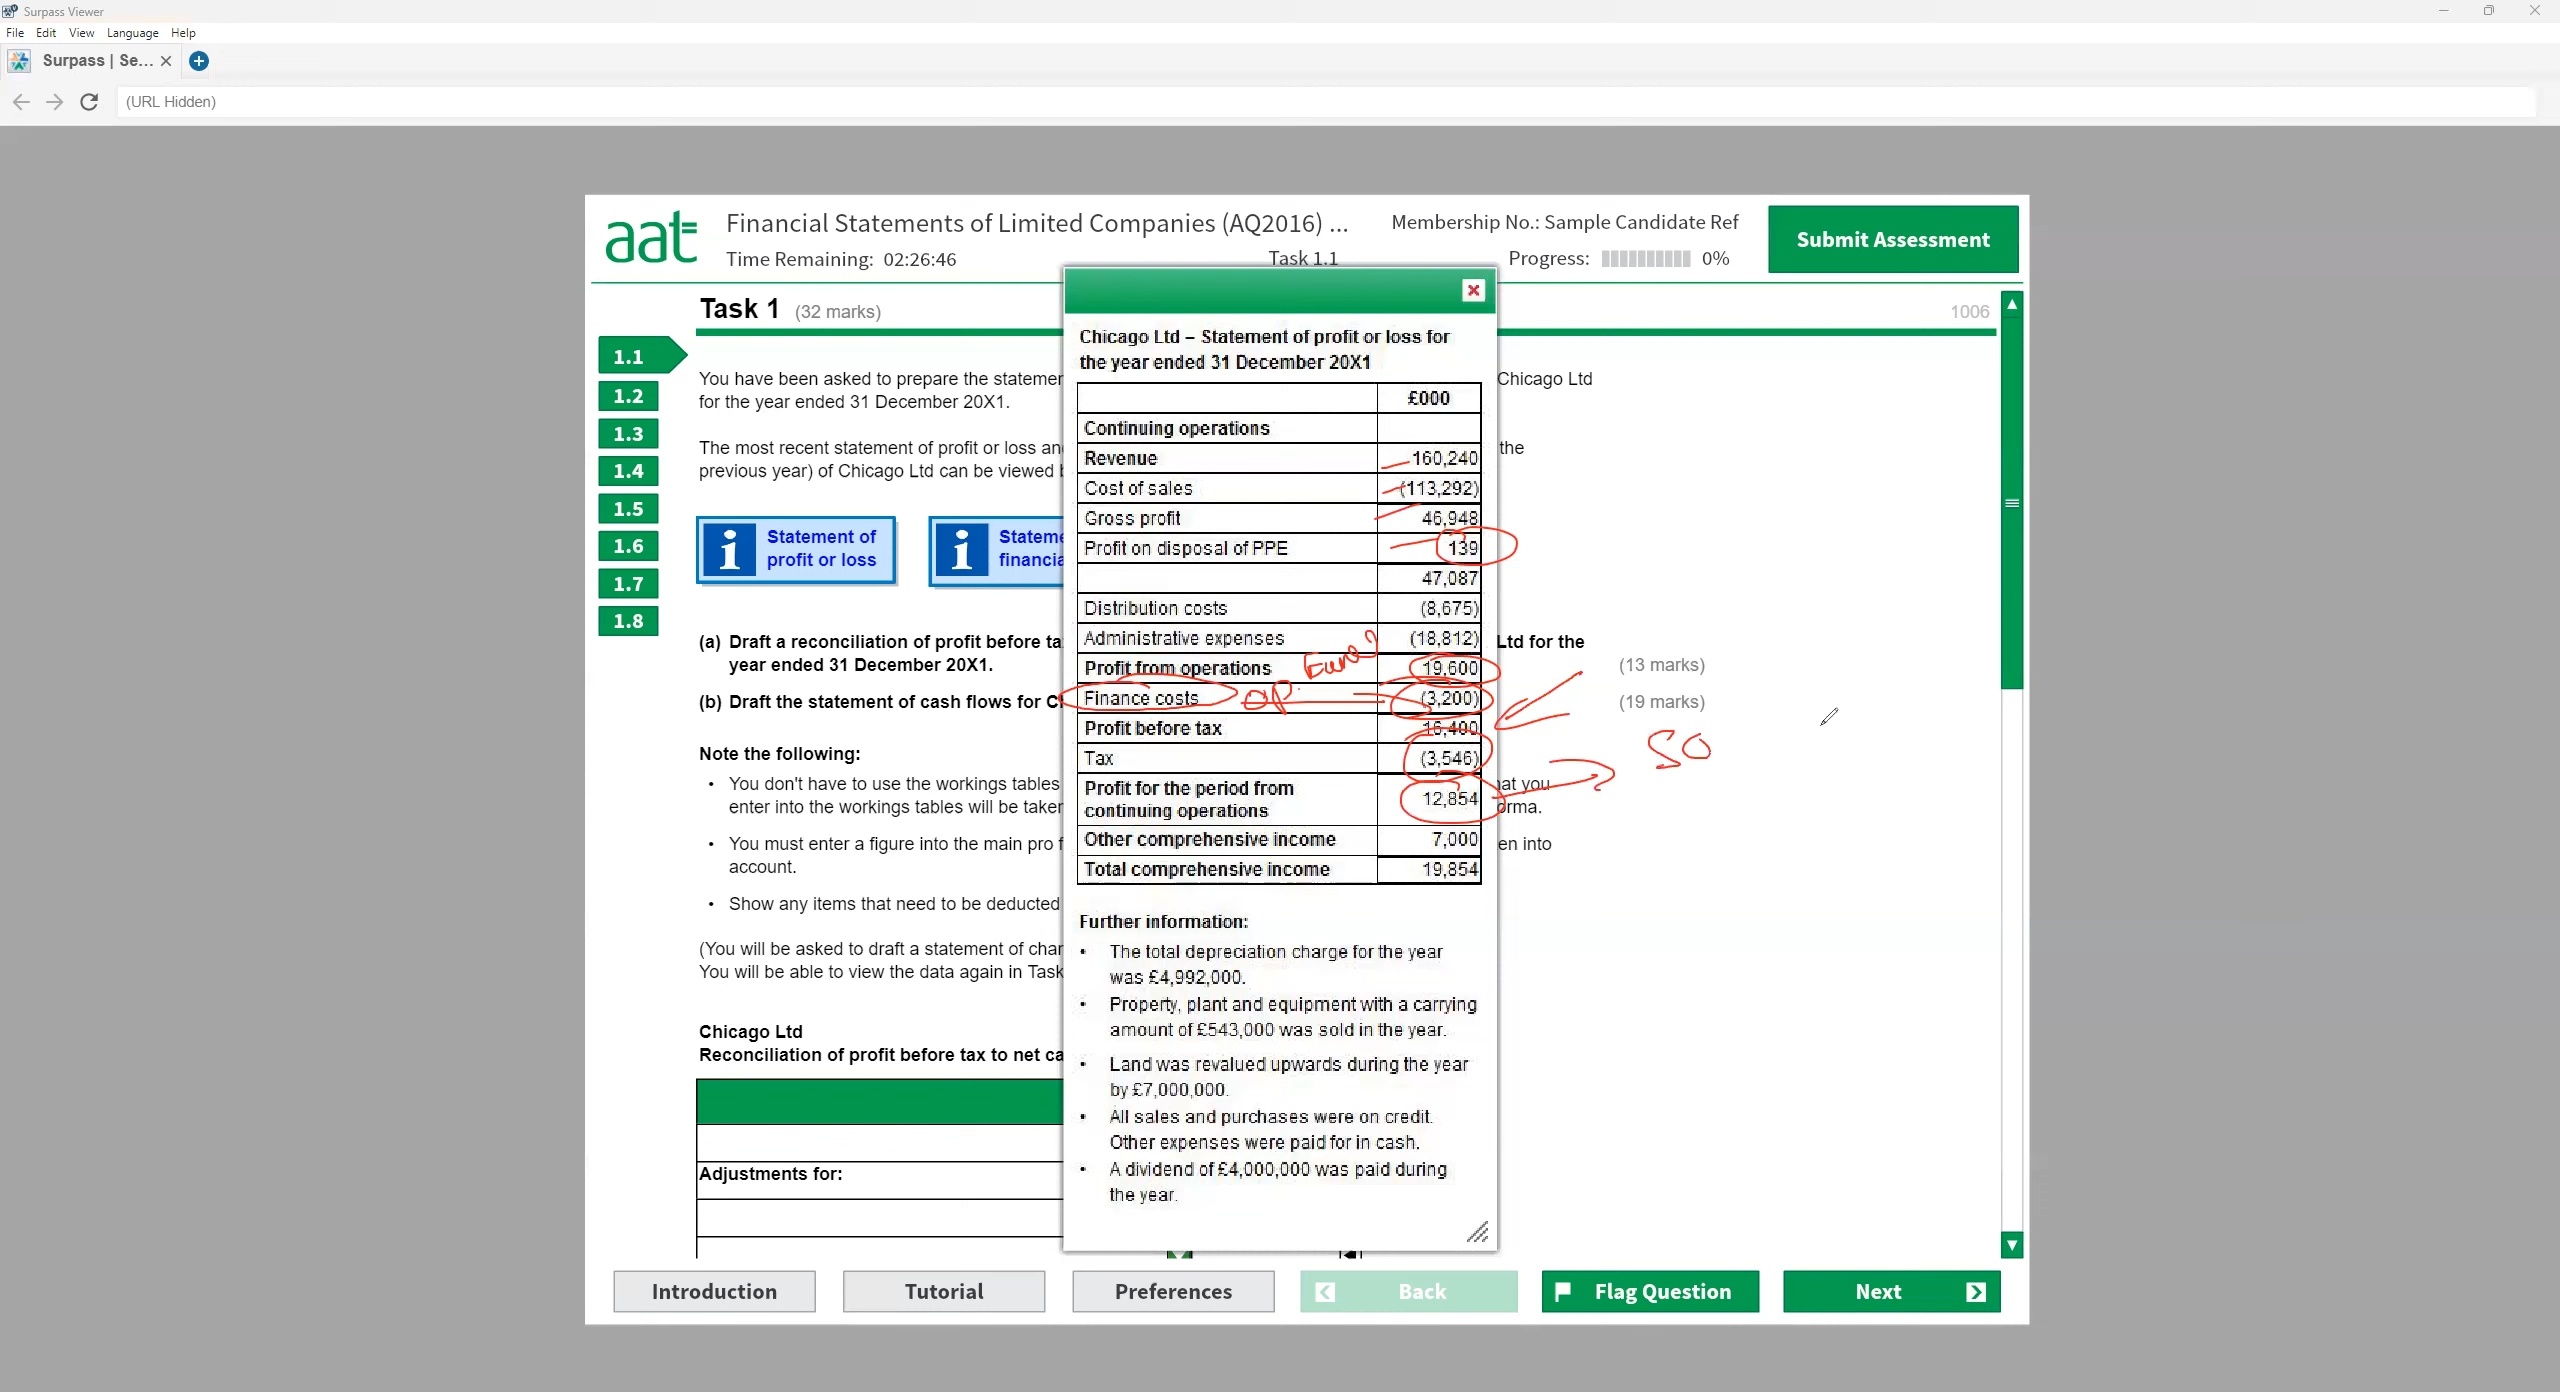 Surpass Viewer
File Edit View Language Help
Surpass | Se...
(URL Hidden)
aat
Financial Statements of Limited Companies (AQ2016) ...
Membership No.: Sample Candidate Ref
Submit Assessment
Time Remaining: 02:26:46
Task 1.1
Progress: 0%
Task 1 (32 marks)
1006
1.1
1.2
1.3
1.4
1.5
1.6
1.7
1.8
You have been asked to prepare the statemer
Chicago Ltd
for the year ended 31 December 20X1.
The most recent statement of profit or loss an
the
previous year) of Chicago Ltd can be viewed
Statement of
profit or loss
Stateme
financia
(a) Draft a reconciliation of profit before ta
Ltd for the
year ended 31 December 20X1.
(13 marks)
(b) Draft the statement of cash flows for C
(19 marks)
Note the following:
• You don't have to use the workings tables
hat you
enter into the workings tables will be taken
orma.
• You must enter a figure into the main pro f
en into
account.
• Show any items that need to be deducted
(You will be asked to draft a statement of char
You will be able to view the data again in Task
Chicago Ltd
Reconciliation of profit before tax to net ca
Adjustments for:
Chicago Ltd – Statement of profit or loss for
the year ended 31 December 20X1
£000
Continuing operations
Revenue 160,240
Cost of sales (113,292)
Gross profit 46,948
Profit on disposal of PPE 139
47,087
Distribution costs (8,675)
Administrative expenses (18,812)
Profit from operations 19,600
Finance costs (3,200)
op.
Profit before tax 16,400
Tax (3,546)
SO
Profit for the period from
continuing operations 12,854
Other comprehensive income 7,000
Total comprehensive income 19,854
Further information:
• The total depreciation charge for the year
was £4,992,000.
• Property, plant and equipment with a carrying
amount of £543,000 was sold in the year.
• Land was revalued upwards during the year
by £7,000,000.
• All sales and purchases were on credit.
Other expenses were paid for in cash.
• A dividend of £4,000,000 was paid during
the year.
Introduction
Tutorial
Preferences
Back
Flag Question
Next